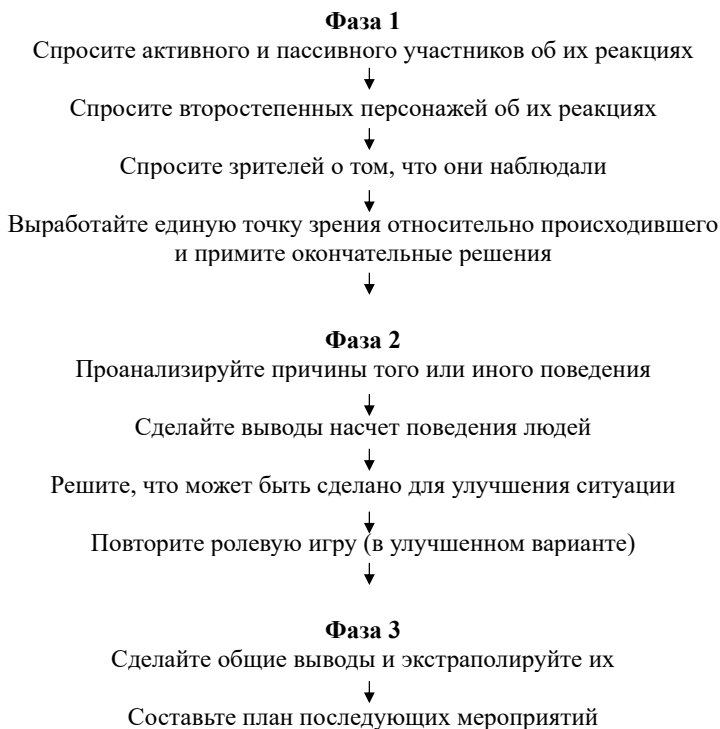 Фаза 1
Спросите активного и пассивного участников об их реакциях
Спросите второстепенных персонажей об их реакциях
Спросите зрителей о том, что они наблюдали
Выработайте единую точку зрения относительно происходившего
и примите окончательные решения
Фаза 2
Проанализируйте причины того или иного поведения
Сделайте выводы насчет поведения людей
Решите, что может быть сделано для улучшения ситуации
Повторите ролевую игру (в улучшенном варианте)
Фаза 3
Сделайте общие выводы и экстраполируйте их
Составьте план последующих мероприятий